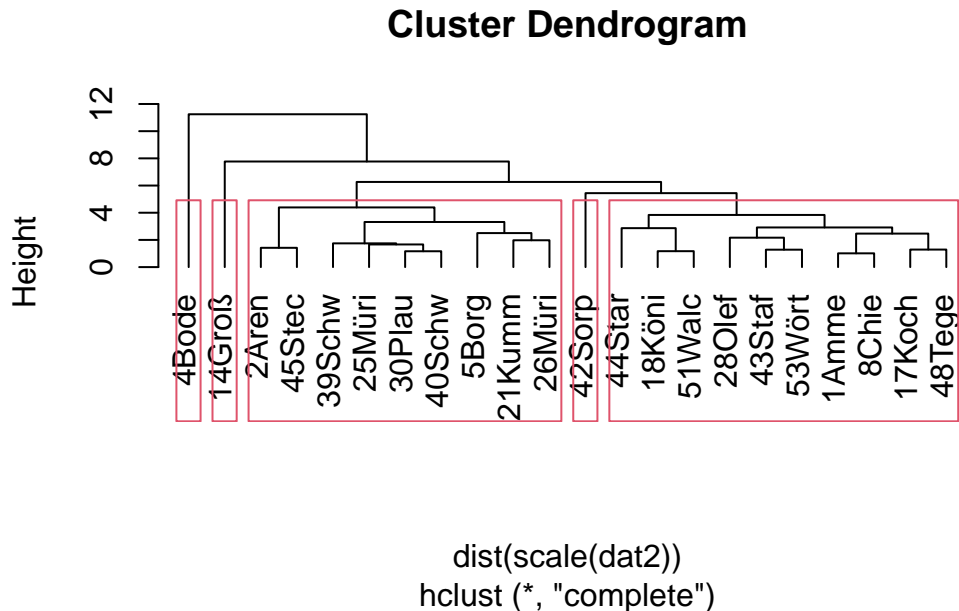 Cluster Dendrogram
Height
0
4
8
12
4Bode
14Groß
2Aren
45Stec
39Schw
25Müri
30Plau
40Schw
5Borg
21Kumm
26Müri
42Sorp
44Star
18Köni
51Walc
28Olef
43Staf
53Wört
1Amme
8Chie
17Koch
48Tege
dist(scale(dat2))
hclust (*, "complete")